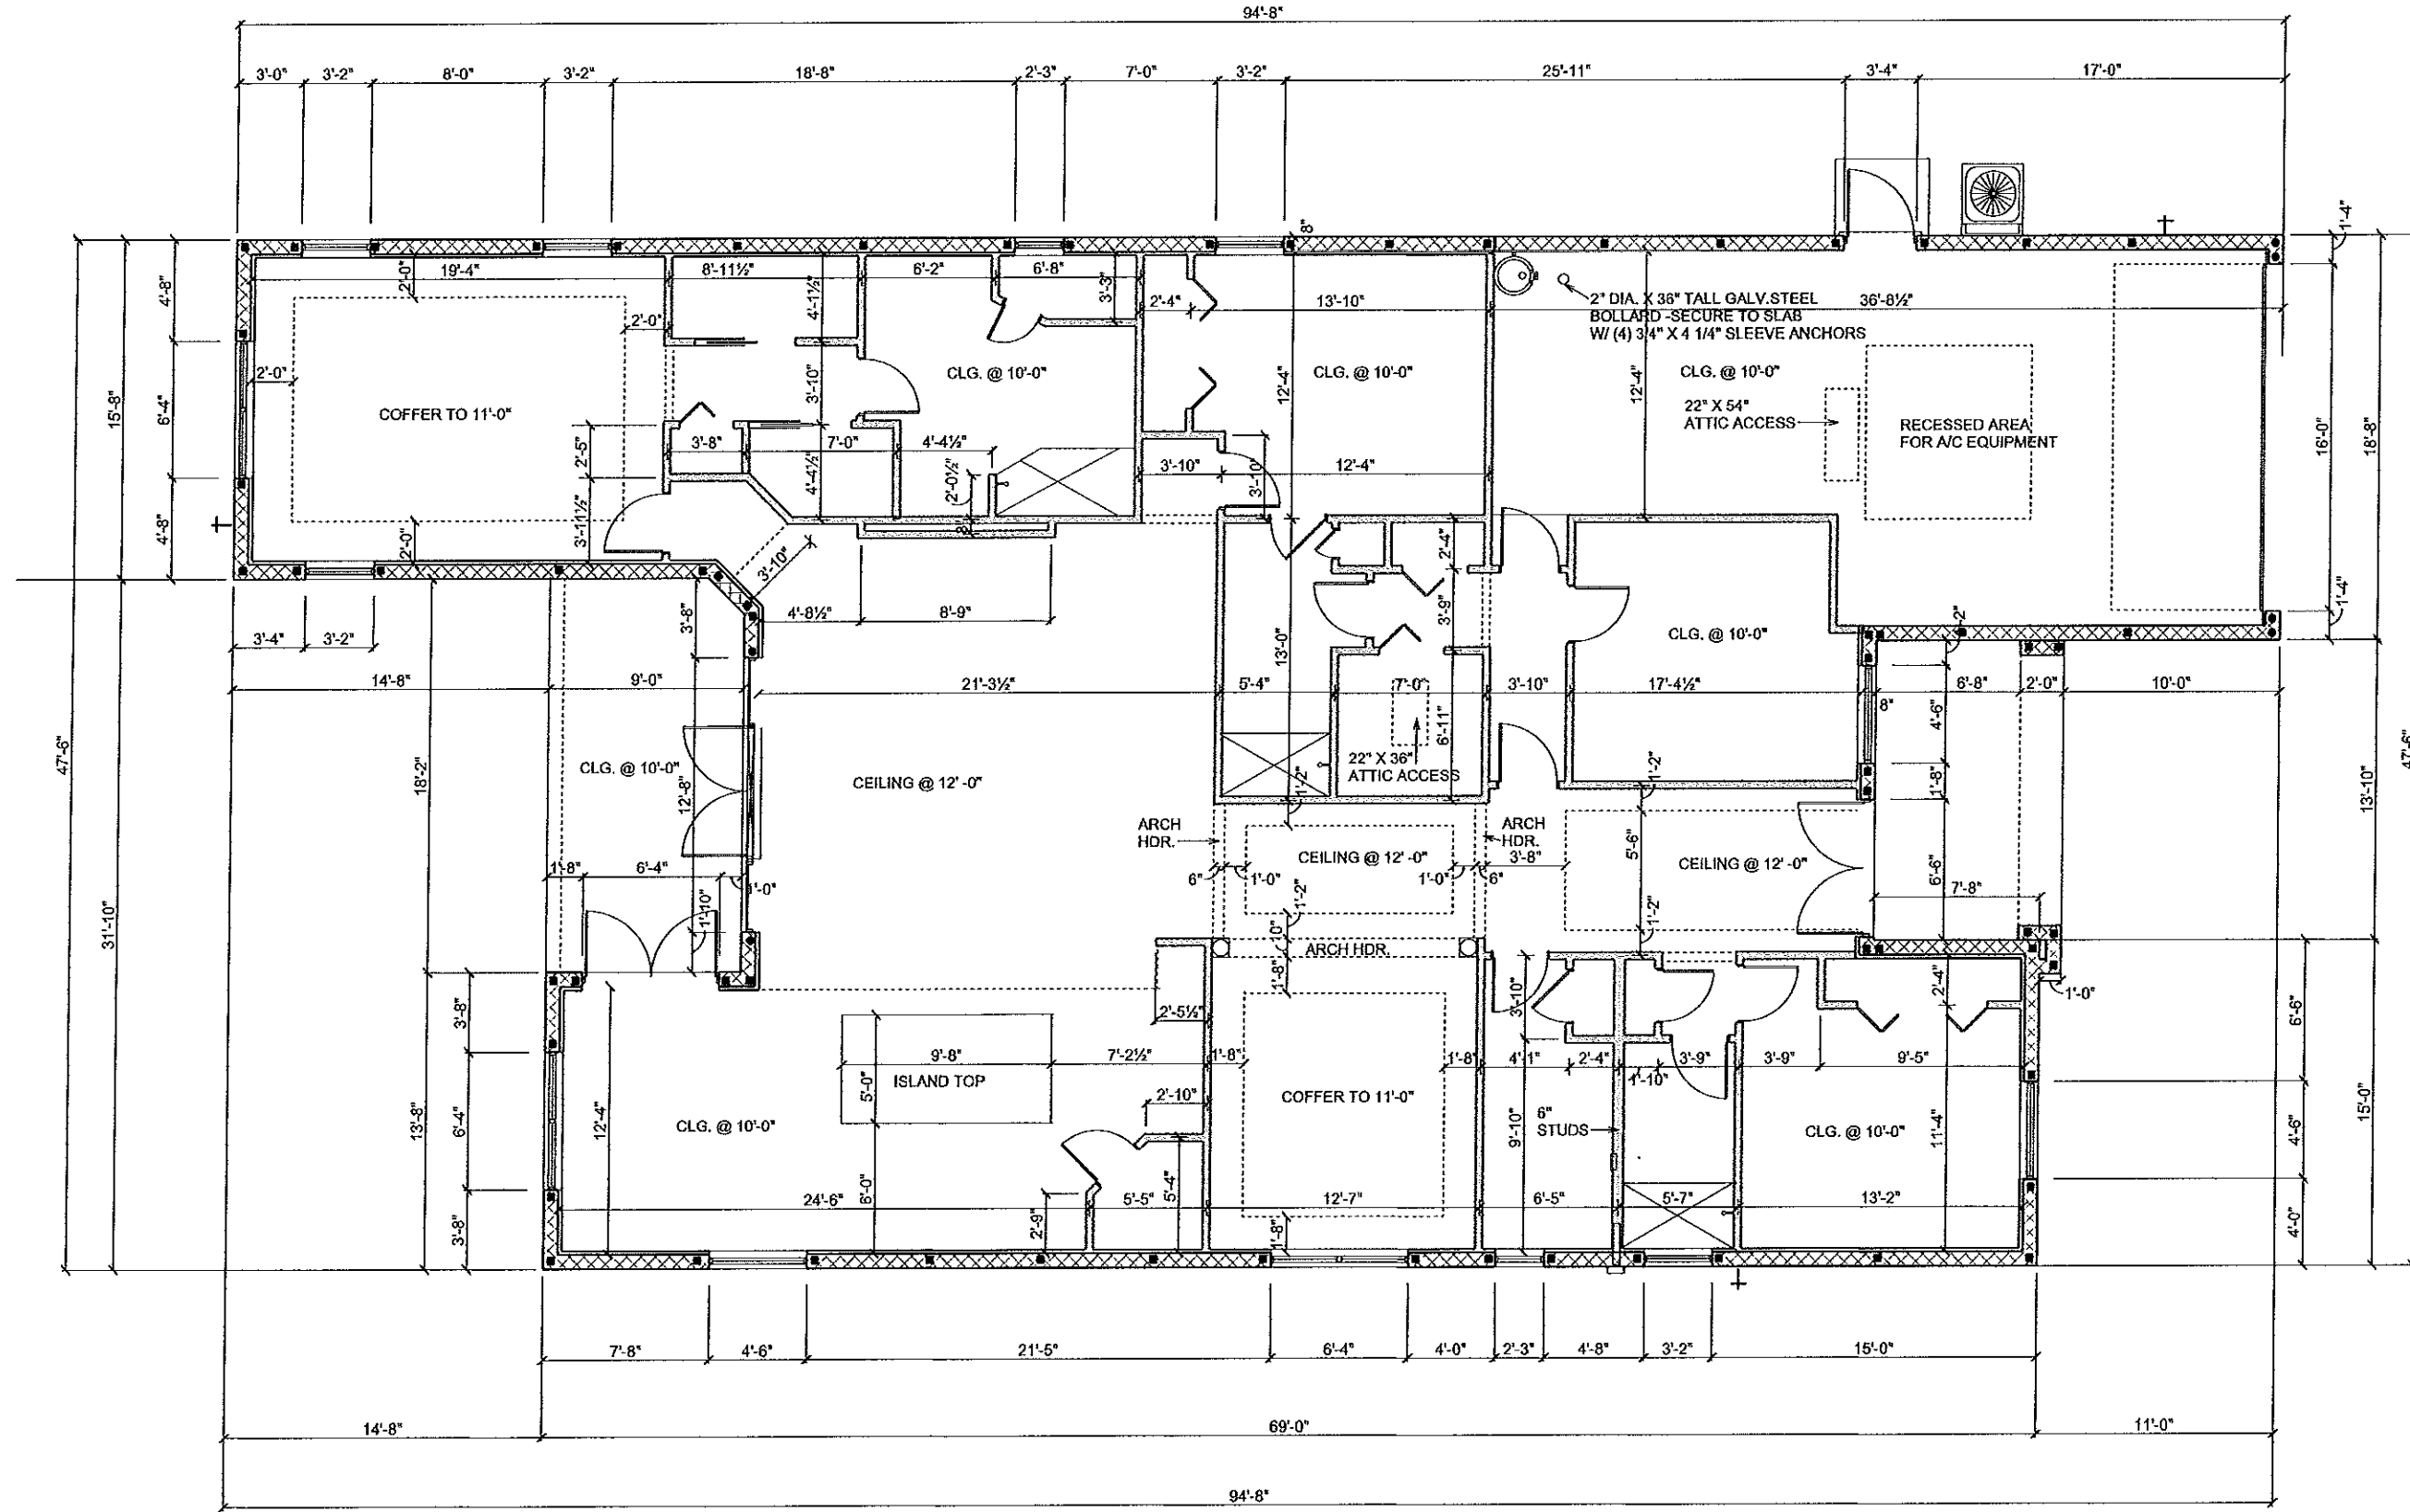 94'-8"
3'-0" 3'-2" 8'-0" 3'-2" 18'-8" 2'-3" 7'-0" 3'-2" 25'-11" 3'-4" 17'-0"
8"
1'-4"
19'-4" 2'-0" 8'-11½" 6'-2" 6'-8"
4'-8"
4'-11½"
3'-3"
2'-4" 13'-10" 36'-8½"
2" DIA. X 36" TALL GALV.STEEL
BOLLARD -SECURE TO SLAB
W/ (4) 3/4" X 4 1/4" SLEEVE ANCHORS
2'-0"
2'-0"
3'-10"
CLG. @ 10'-0"
12'-4"
CLG. @ 10'-0"
12'-4"
CLG. @ 10'-0"
22" X 54"
ATTIC ACCESS
RECESSED AREA
FOR A/C EQUIPMENT
COFFER TO 11'-0"
15'-8"
6'-4"
16'-0"
18'-8"
2'-5"
3'-8" 7'-0" 4'-4½"
4'-4½"
2'-0½"
3'-10" 12'-4"
3'-10"
4'-8"
2'-0"
3'-11½"
8"
3'-10"
2'-4"
1'-4"
3'-4" 3'-2"
3'-8"
4'-8½" 8'-9"
13'-0"
3'-9"
CLG. @ 10'-0"
14'-8" 9'-0" 21'-3½" 5'-4" 7'-0" 3'-10" 17'-4½" 6'-8" 2'-0" 10'-0"
8"
4'-6"
47'-6"
18'-2"
CLG. @ 10'-0"
12'-8"
CEILING @ 12' -0"
6'-11"
22" X 36"
ATTIC ACCESS
1'-2"
1'-2"
1'-8"
13'-10"
47'-6"
ARCH
HDR.
ARCH
HDR.
CEILING @ 12' -0"
5'-6"
CEILING @ 12' -0"
3'-8"
6'-6"
1'-8" 6'-4" 1'-0"
6" 1'-0" 1'-0" 6"
7'-8"
31'-10"
1'-10"
1'-2"
1'-2"
10"
ARCH HDR.
1'-8"
3'-10"
2'-4"
1'-0"
3'-8"
2'-5½"
6'-6"
9'-8" 7'-2½" 1'-8" 1'-8" 4'-1" 2'-4" 3'-9" 3'-9" 9'-5"
1'-10"
ISLAND TOP
5'-0"
2'-10"
COFFER TO 11'-0"
13'-8"
6'-4"
12'-4"
CLG. @ 10'-0"
9'-10"
6"
STUDS
CLG. @ 10'-0"
11'-4"
4'-6"
15'-0"
24'-6" 6'-0" 5'-5" 5'-4" 12'-7" 6'-5" 5'-7" 13'-2"
3'-8"
2'-9"
1'-8"
4'-0"
7'-8" 4'-6" 21'-5" 6'-4" 4'-0" 2'-3" 4'-8" 3'-2" 15'-0"
14'-8" 69'-0" 11'-0"
94'-8"